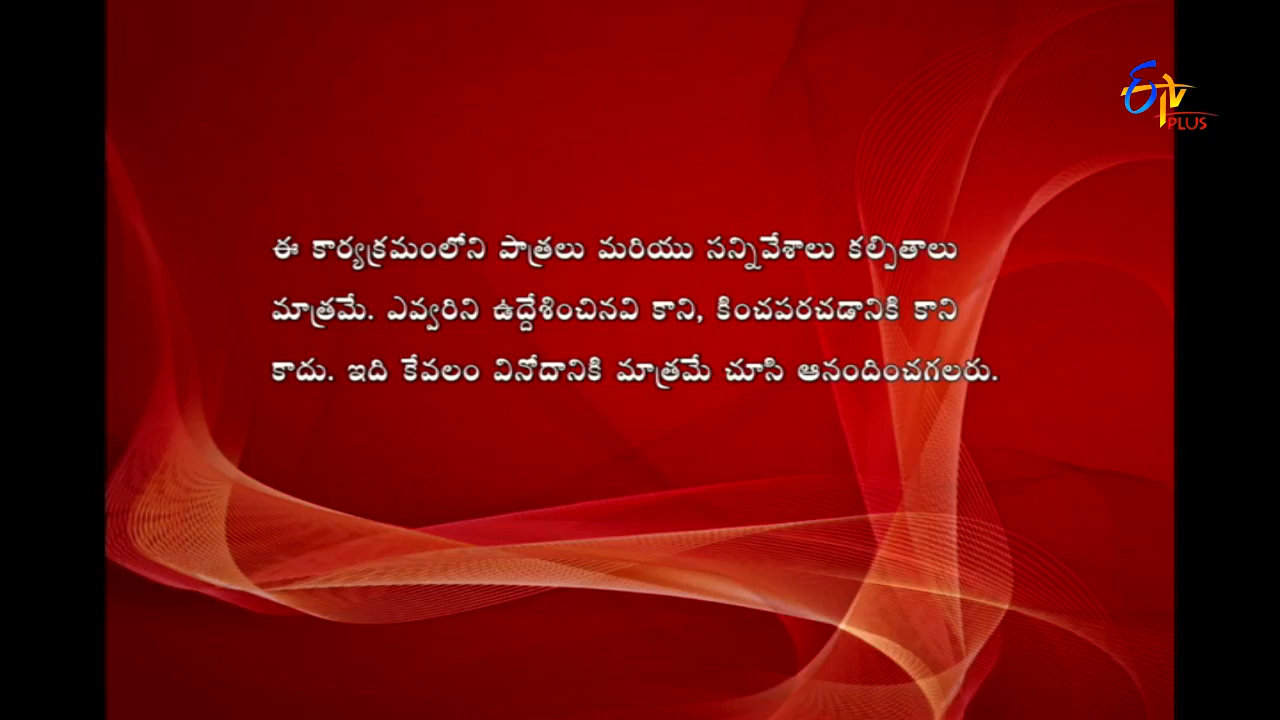 ETV
PLUS
ఈ కార్యక్రమంలోని పాత్రలు మరియు సన్నివేశాలు కల్పితాలు
మాత్రమే. ఎవ్వరిని ఉద్దేశించినవి కాని, కించపరచడానికి కాని
కాదు. ఇది కేవలం వినోదానికి మాత్రమే చూసి ఆనందించగలరు.